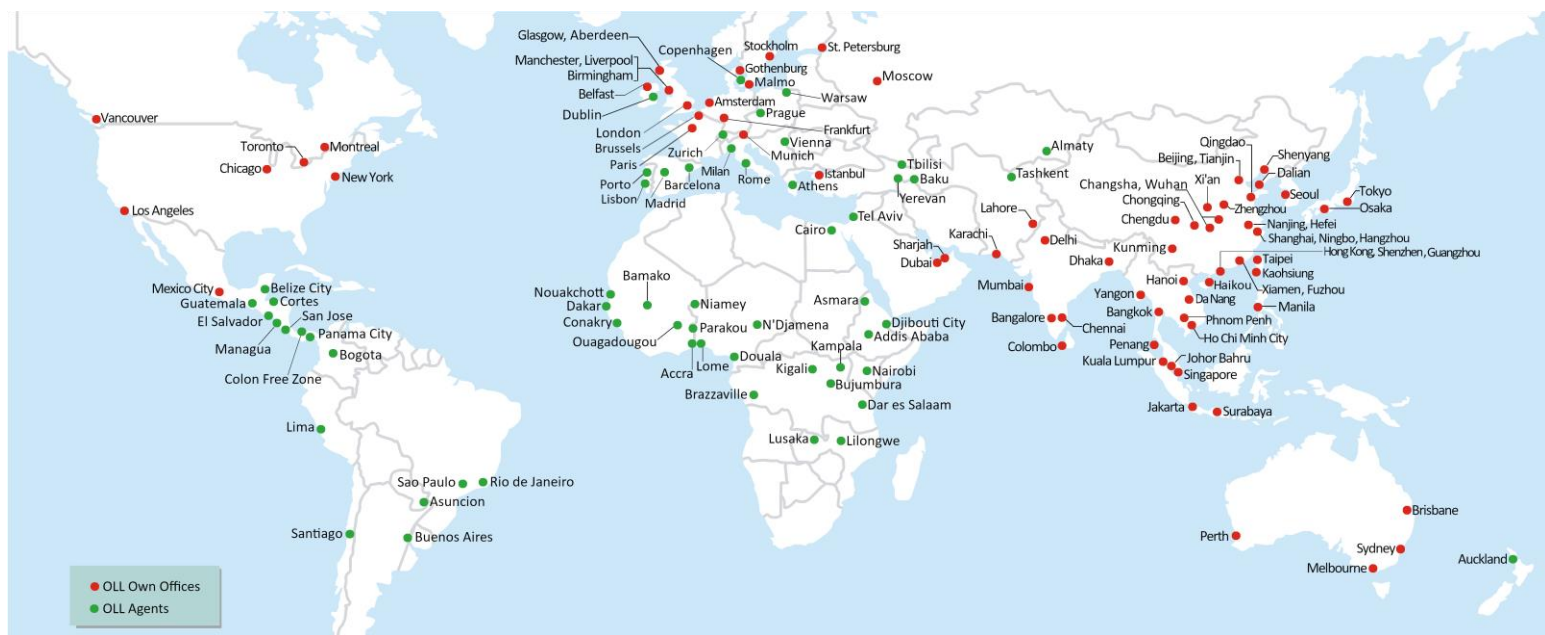 Glasgow, Aberdeen
Manchester, Liverpool
Birmingham
Belfast
Dublin
London
Brussels
Paris
Copenhagen
Stockholm
Gothenburg
Malmo
St. Petersburg
Moscow
Warsaw
Amsterdam
Prague
Frankfurt
Vienna
Munich
Zurich
Milan
Rome
Porto
Lisbon
Madrid
Barcelona
Istanbul
Athens
Tbilisi
Baku
Yerevan
Almaty
Tashkent
Vancouver
Toronto
Montreal
Chicago
New York
Los Angeles
Mexico City
Belize City
Guatemala
Cortes
El Salvador
San Jose
Managua
Panama City
Colon Free Zone
Bogota
Lima
Sao Paulo
Rio de Janeiro
Asuncion
Santiago
Buenos Aires
Tel Aviv
Cairo
Sharjah
Dubai
Bamako
Nouakchott
Dakar
Conakry
Ouagadougou
Niamey
Parakou
N'Djamena
Accra
Lome
Douala
Asmara
Djibouti City
Addis Ababa
Kampala
Kigali
Nairobi
Bujumbura
Brazzaville
Dar es Salaam
Lusaka
Lilongwe
Lahore
Karachi
Delhi
Dhaka
Mumbai
Bangalore
Chennai
Colombo
Qingdao
Beijing, Tianjin
Shenyang
Dalian
Xi'an
Changsha, Wuhan
Chongqing
Chengdu
Zhengzhou
Seoul
Tokyo
Osaka
Nanjing, Hefei
Shanghai, Ningbo, Hangzhou
Hong Kong, Shenzhen, Guangzhou
Kunming
Taipei
Kaohsiung
Xiamen, Fuzhou
Hanoi
Haikou
Manila
Yangon
Da Nang
Bangkok
Phnom Penh
Ho Chi Minh City
Penang
Kuala Lumpur
Johor Bahru
Singapore
Jakarta
Surabaya
Brisbane
Perth
Sydney
Melbourne
Auckland
OLL Own Offices
OLL Agents